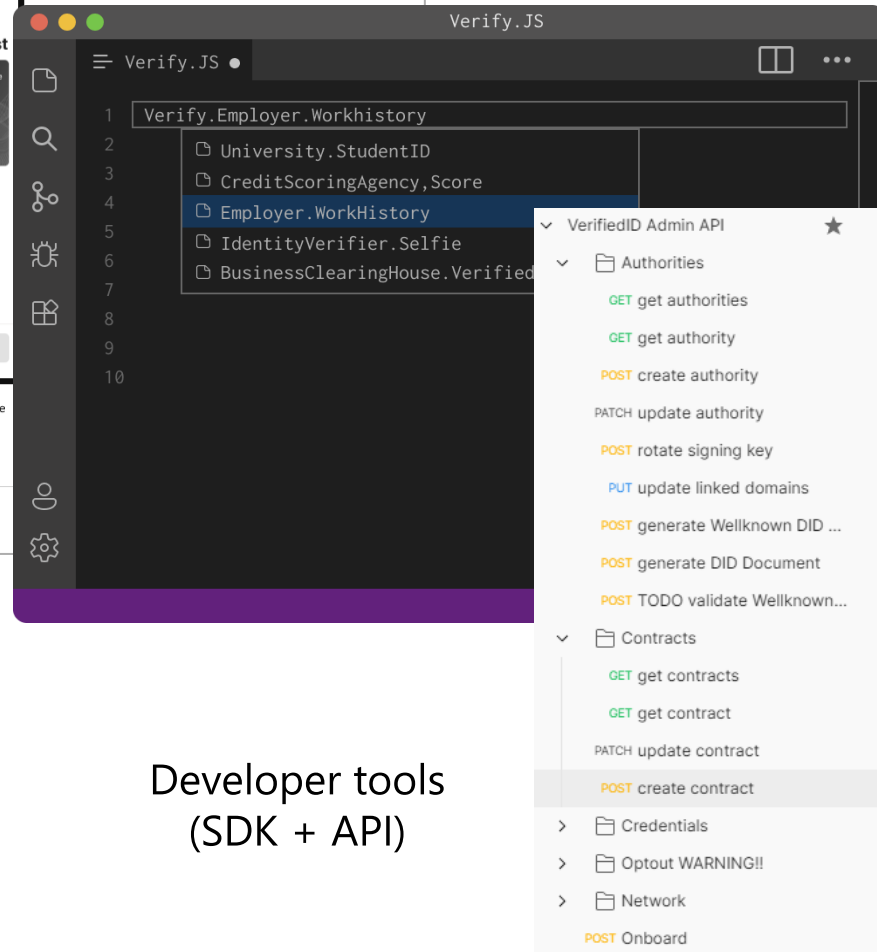 Verify.JS
st
Verify.JS
1 Verify.Employer.Workhistory
2 University.StudentID
3 CreditScoringAgency,Score
4 Employer.WorkHistory
5 IdentityVerifier.Selfie
6 BusinessClearingHouse.Verified
7
8
9
10
e
VerifiedID Admin API
Authorities
GET get authorities
GET get authority
POST create authority
PATCH update authority
POST rotate signing key
PUT update linked domains
POST generate Wellknown DID ...
POST generate DID Document
POST TODO validate Wellknown...
Contracts
GET get contracts
GET get contract
PATCH update contract
POST create contract
Credentials
Optout WARNING!!
Network
POST Onboard
Developer tools
(SDK + API)